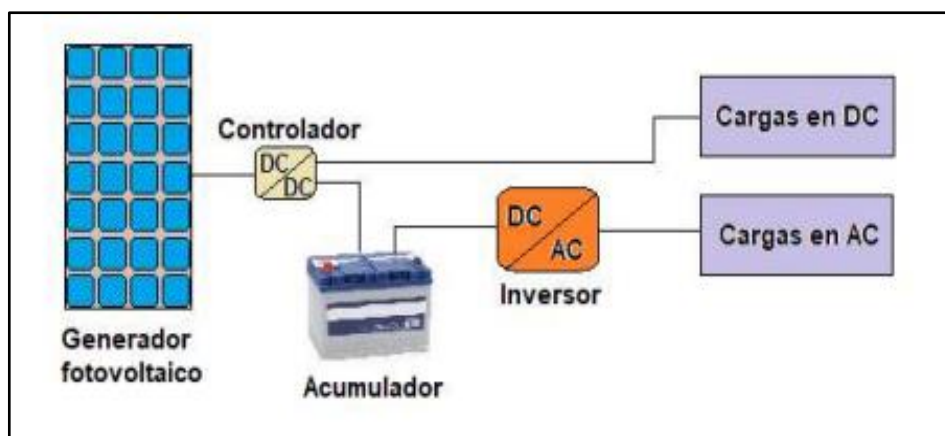 Controlador
DC
DC
Cargas en DC
DC
AC
Cargas en AC
Inversor
Generador
fotovoltaico
Acumulador